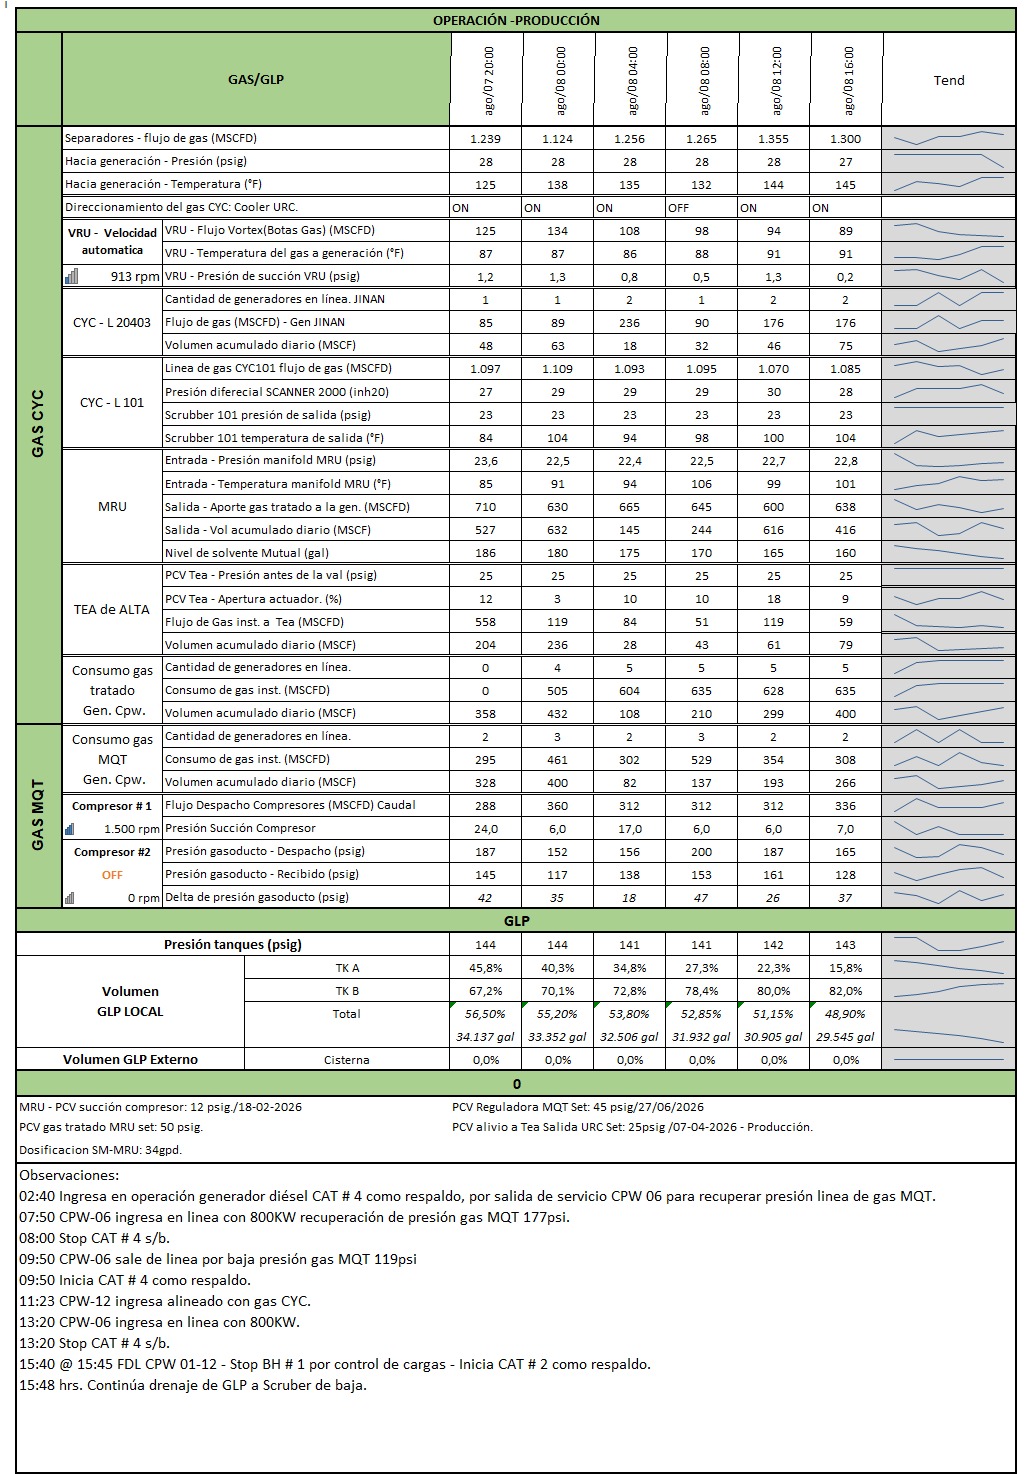 OPERACIÓN -PRODUCCIÓN
GAS/GLP ago/07 20:00 ago/08 00:00 ago/08 04:00 ago/08 08:00 ago/08 12:00 ago/08 16:00 Tend
GAS CYC
Separadores - flujo de gas (MSCFD) 1.239 1.124 1.256 1.265 1.355 1.300
Hacia generación - Presión (psig) 28 28 28 28 28 27
Hacia generación - Temperatura (°F) 125 138 135 132 144 145
Direccionamiento del gas CYC: Cooler URC. ON ON ON OFF ON ON
VRU - Velocidad automatica
913 rpm
VRU - Flujo Vortex(Botas Gas) (MSCFD) 125 134 108 98 94 89
VRU - Temperatura del gas a generación (°F) 87 87 86 88 91 91
VRU - Presión de succión VRU (psig) 1,2 1,3 0,8 0,5 1,3 0,2
CYC - L 20403
Cantidad de generadores en línea. JINAN 1 1 2 1 2 2
Flujo de gas (MSCFD) - Gen JINAN 85 89 236 90 176 176
Volumen acumulado diario (MSCF) 48 63 18 32 46 75
CYC - L 101
Linea de gas CYC101 flujo de gas (MSCFD) 1.097 1.109 1.093 1.095 1.070 1.085
Presión diferecial SCANNER 2000 (inh20) 27 29 29 29 30 28
Scrubber 101 presión de salida (psig) 23 23 23 23 23 23
Scrubber 101 temperatura de salida (°F) 84 104 94 98 100 104
MRU
Entrada - Presión manifold MRU (psig) 23,6 22,5 22,4 22,5 22,7 22,8
Entrada - Temperatura manifold MRU (°F) 85 91 94 106 99 101
Salida - Aporte gas tratado a la gen. (MSCFD) 710 630 665 645 600 638
Salida - Vol acumulado diario (MSCF) 527 632 145 244 616 416
Nivel de solvente Mutual (gal) 186 180 175 170 165 160
TEA de ALTA
PCV Tea - Presión antes de la val (psig) 25 25 25 25 25 25
PCV Tea - Apertura actuador. (%) 12 3 10 10 18 9
Flujo de Gas inst. a Tea (MSCFD) 558 119 84 51 119 59
Volumen acumulado diario (MSCF) 204 236 28 43 61 79
Consumo gas tratado Gen. Cpw.
Cantidad de generadores en línea. 0 4 5 5 5 5
Consumo de gas inst. (MSCFD) 0 505 604 635 628 635
Volumen acumulado diario (MSCF) 358 432 108 210 299 400
GAS MQT
Consumo gas MQT Gen. Cpw.
Cantidad de generadores en línea. 2 3 2 3 2 2
Consumo de gas inst. (MSCFD) 295 461 302 529 354 308
Volumen acumulado diario (MSCF) 328 400 82 137 193 266
Compresor # 1
1.500 rpm
Flujo Despacho Compresores (MSCFD) Caudal 288 360 312 312 312 336
Presión Succión Compresor 24,0 6,0 17,0 6,0 6,0 7,0
Compresor #2
OFF
0 rpm
Presión gasoducto - Despacho (psig) 187 152 156 200 187 165
Presión gasoducto - Recibido (psig) 145 117 138 153 161 128
Delta de presión gasoducto (psig) 42 35 18 47 26 37
GLP
Presión tanques (psig) 144 144 141 141 142 143
Volumen
GLP LOCAL
TK A 45,8% 40,3% 34,8% 27,3% 22,3% 15,8%
TK B 67,2% 70,1% 72,8% 78,4% 80,0% 82,0%
Total 56,50% 55,20% 53,80% 52,85% 51,15% 48,90%
34.137 gal 33.352 gal 32.506 gal 31.932 gal 30.905 gal 29.545 gal
Volumen GLP Externo Cisterna 0,0% 0,0% 0,0% 0,0% 0,0% 0,0%
0
MRU - PCV succión compresor: 12 psig./18-02-2026 PCV Reguladora MQT Set: 45 psig/27/06/2026
PCV gas tratado MRU set: 50 psig. PCV alivio a Tea Salida URC Set: 25psig /07-04-2026 - Producción.
Dosificacion SM-MRU: 34gpd.
Observaciones:
02:40 Ingresa en operación generador diésel CAT # 4 como respaldo, por salida de servicio CPW 06 para recuperar presión linea de gas MQT.
07:50 CPW-06 ingresa en linea con 800KW recuperación de presión gas MQT 177psi.
08:00 Stop CAT # 4 s/b.
09:50 CPW-06 sale de linea por baja presión gas MQT 119psi
09:50 Inicia CAT # 4 como respaldo.
11:23 CPW-12 ingresa alineado con gas CYC.
13:20 CPW-06 ingresa en linea con 800KW.
13:20 Stop CAT # 4 s/b.
15:40 @ 15:45 FDL CPW 01-12 - Stop BH # 1 por control de cargas - Inicia CAT # 2 como respaldo.
15:48 hrs. Continúa drenaje de GLP a Scruber de baja.